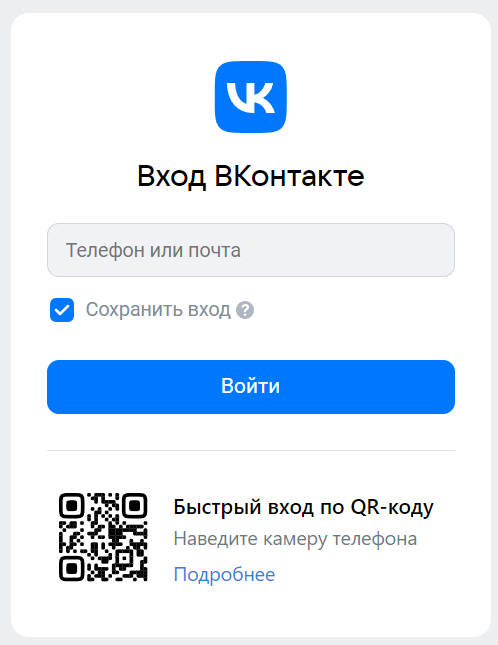 Вход ВКонтакте
Телефон или почта
Сохранить вход ?
Войти
Быстрый вход по QR-коду
Наведите камеру телефона
Подробнее